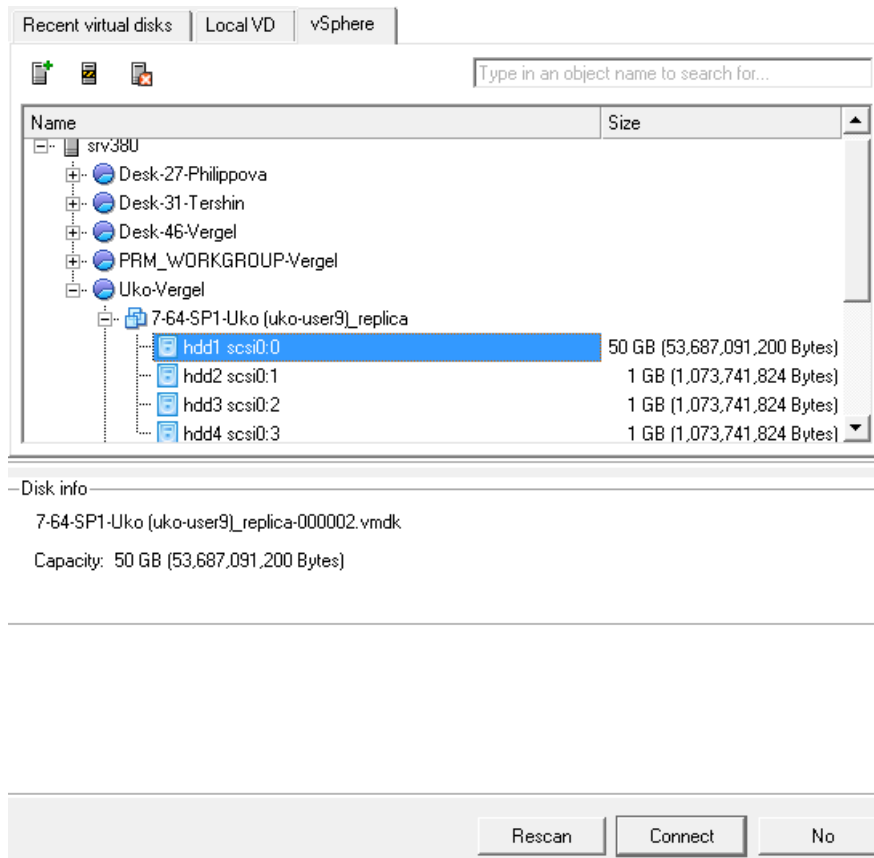 Recent virtual disks Local VD vSphere
Type in an object name to search for...
Name Size
srv380
Desk-27-Philippova
Desk-31-Tershin
Desk-46-Vergel
PRM_WORKGROUP-Vergel
Uko-Vergel
7-64-SP1-Uko (uko-user9)_replica
hdd1 scsi0:0 50 GB (53,687,091,200 Bytes)
hdd2 scsi0:1 1 GB (1,073,741,824 Bytes)
hdd3 scsi0:2 1 GB (1,073,741,824 Bytes)
hdd4 scsi0:3 1 GB (1,073,741,824 Bytes)
Disk info
7-64-SP1-Uko (uko-user9)_replica-000002.vmdk
Capacity: 50 GB (53,687,091,200 Bytes)
Rescan Connect No